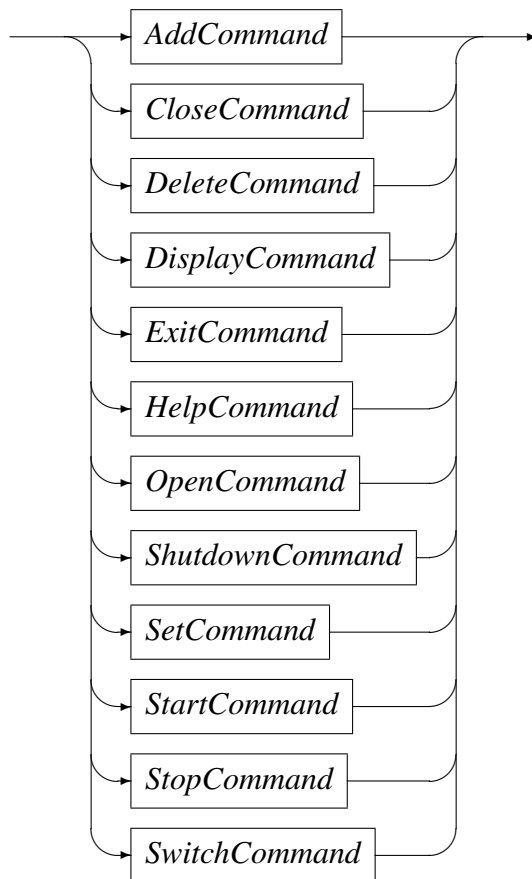 AddCommand
CloseCommand
DeleteCommand
DisplayCommand
ExitCommand
HelpCommand
OpenCommand
ShutdownCommand
SetCommand
StartCommand
StopCommand
SwitchCommand